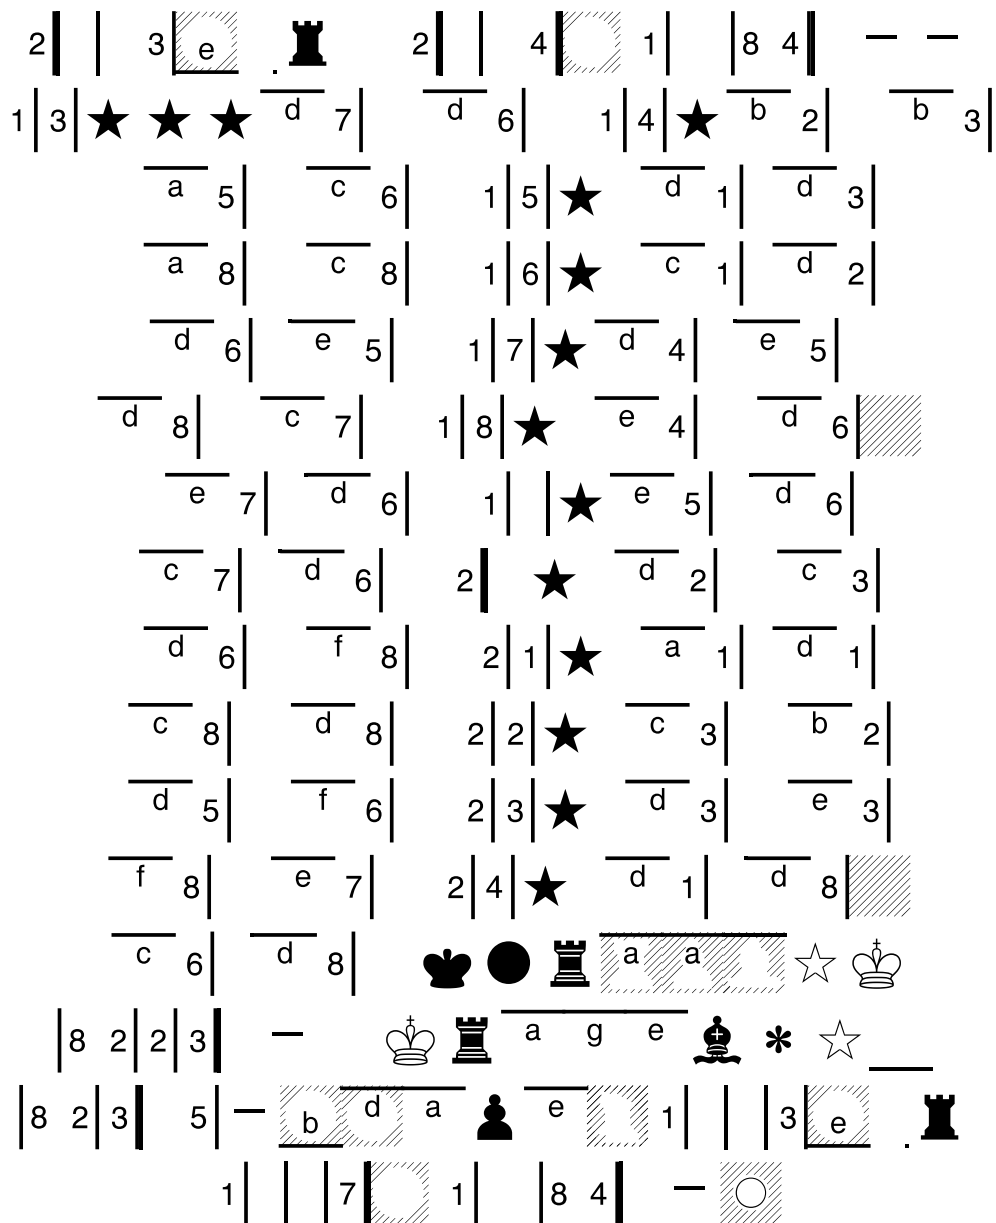 2 3 e . ♜ 2 4 1 8 4 – –
1 3 ★ ★ ★ d 7 d 6 1 4 ★ b 2 b 3
a 5 c 6 1 5 ★ d 1 d 3
a 8 c 8 1 6 ★ c 1 d 2
d 6 e 5 1 7 ★ d 4 e 5
d 8 c 7 1 8 ★ e 4 d 6
e 7 d 6 1 ★ e 5 d 6
c 7 d 6 2 ★ d 2 c 3
d 6 f 8 2 1 ★ a 1 d 1
c 8 d 8 2 2 ★ c 3 b 2
d 5 f 6 2 3 ★ d 3 e 3
f 8 e 7 2 4 ★ d 1 d 8
c 6 d 8 ♚ ● ♜ a a ☆ ♔
8 2 2 3 – ♔ ♜ a g e ♝ * ☆
8 2 3 5 – b d a ♟ e 1 3 e . ♜
1 7 1 8 4 – ○